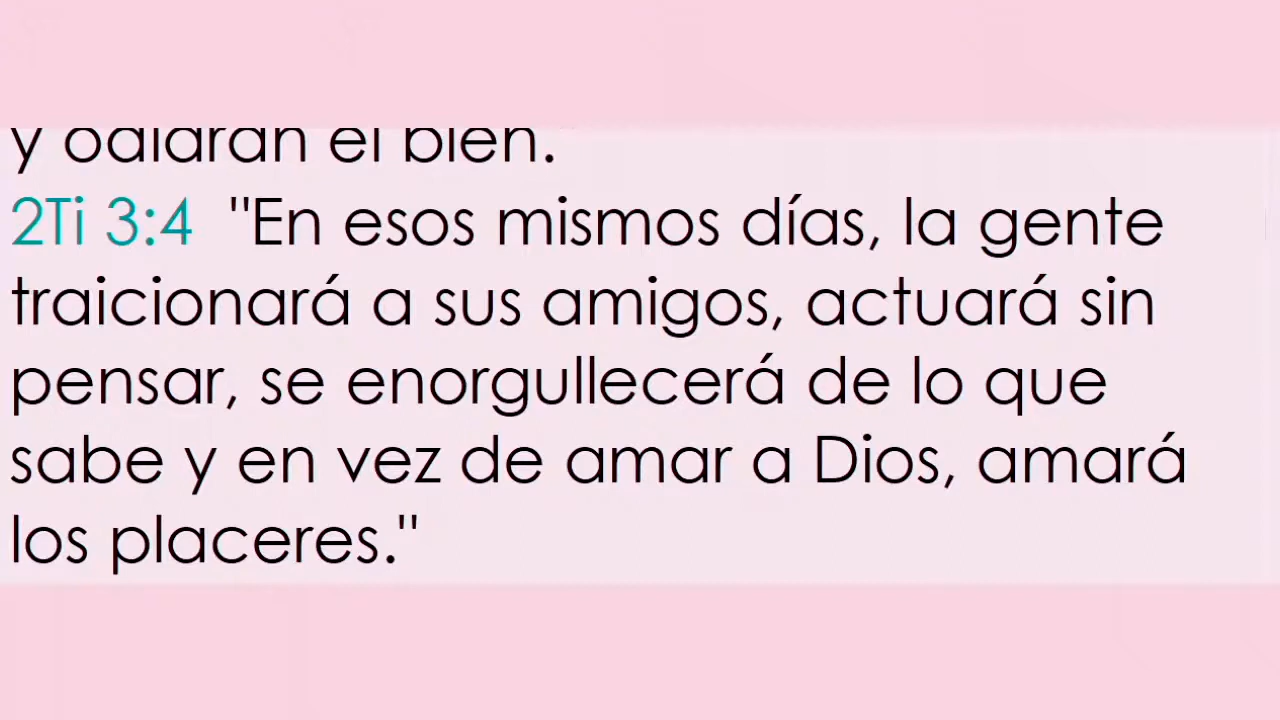 y odiarán el bien.
2Ti 3:4 "En esos mismos días, la gente
traicionará a sus amigos, actuará sin
pensar, se enorgullecerá de lo que
sabe y en vez de amar a Dios, amará
los placeres."